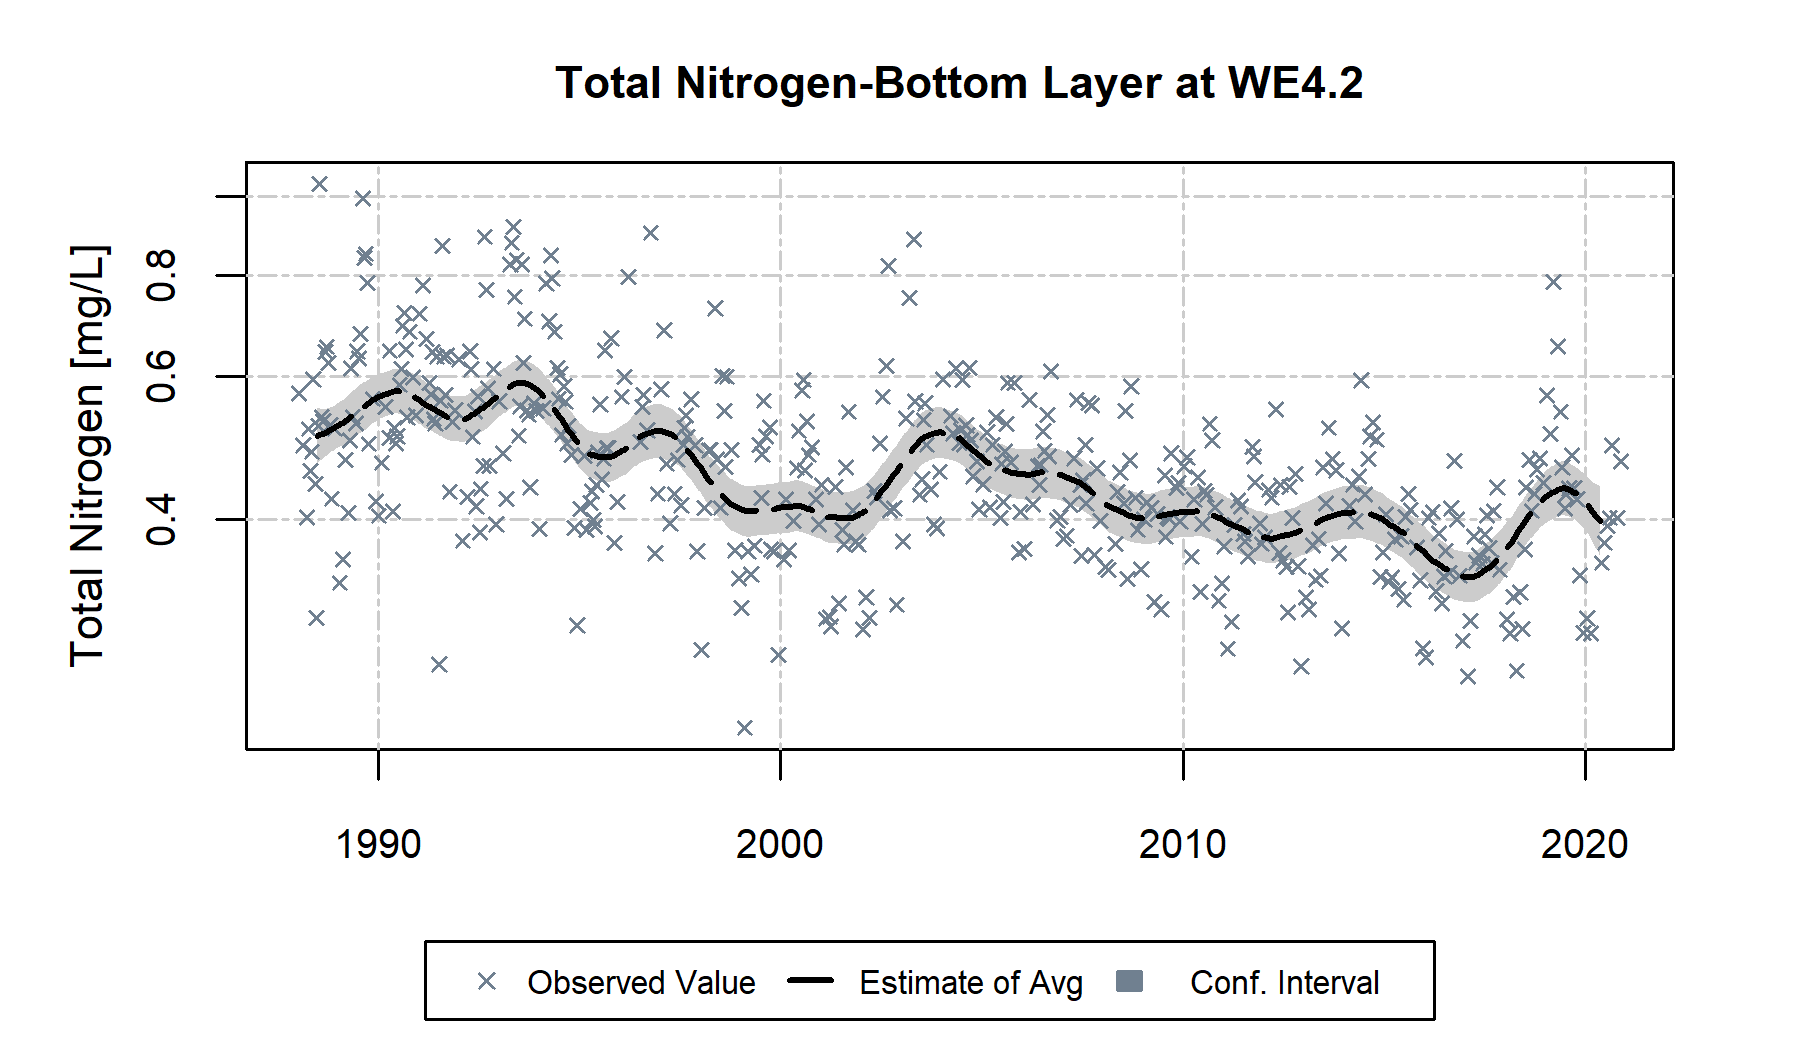 Total Nitrogen-Bottom Layer at WE4.2
Total Nitrogen [mg/L]
0.8
0.6
0.4
1990 2000 2010 2020
Observed Value Estimate of Avg Conf. Interval